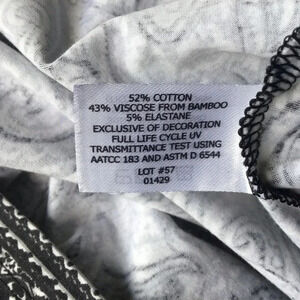 52% COTTON
43% VISCOSE FROM BAMBOO
5% ELASTANE
EXCLUSIVE OF DECORATION
FULL LIFE CYCLE UV
TRANSMITTANCE TEST USING
AATCC 183 AND ASTM D 6544
LOT #57
01429